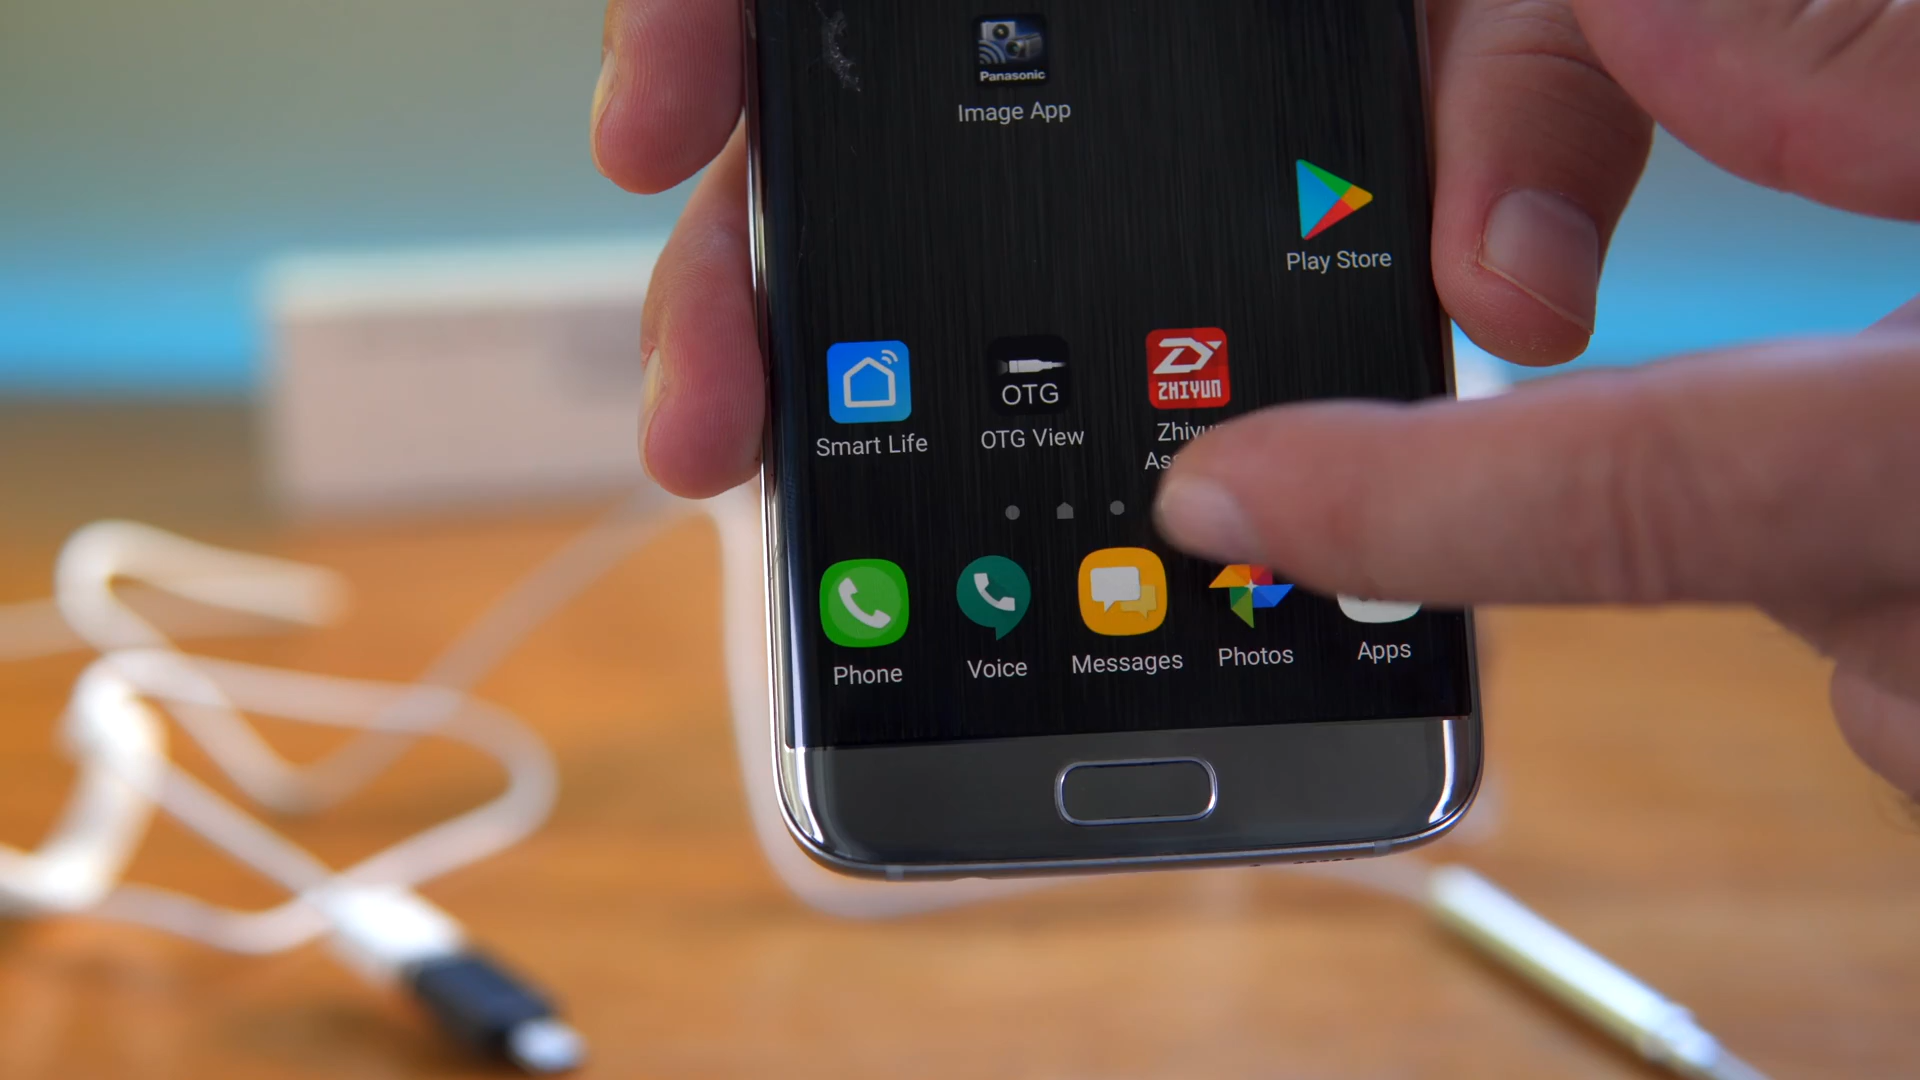 Panasonic
Image App
Play Store
OTG
ZHIYUN
Smart Life
OTG View
Phone
Voice
Messages
Photos
Apps